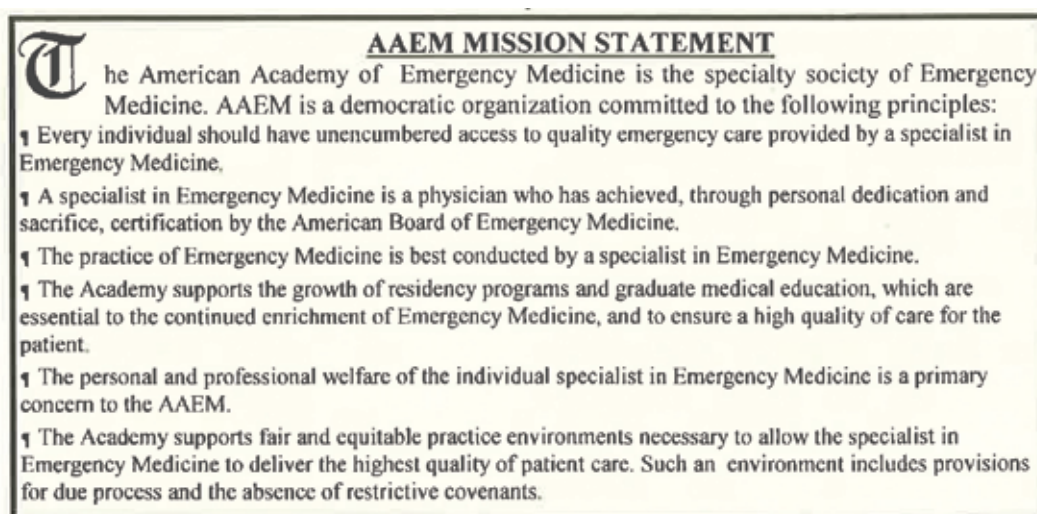 AAEM MISSION STATEMENT
The American Academy of Emergency Medicine is the specialty society of Emergency
Medicine. AAEM is a democratic organization committed to the following principles:
¶ Every individual should have unencumbered access to quality emergency care provided by a specialist in
Emergency Medicine.
¶ A specialist in Emergency Medicine is a physician who has achieved, through personal dedication and
sacrifice, certification by the American Board of Emergency Medicine.
¶ The practice of Emergency Medicine is best conducted by a specialist in Emergency Medicine.
¶ The Academy supports the growth of residency programs and graduate medical education, which are
essential to the continued enrichment of Emergency Medicine, and to ensure a high quality of care for the
patient.
¶ The personal and professional welfare of the individual specialist in Emergency Medicine is a primary
concern to the AAEM.
¶ The Academy supports fair and equitable practice environments necessary to allow the specialist in
Emergency Medicine to deliver the highest quality of patient care. Such an environment includes provisions
for due process and the absence of restrictive covenants.